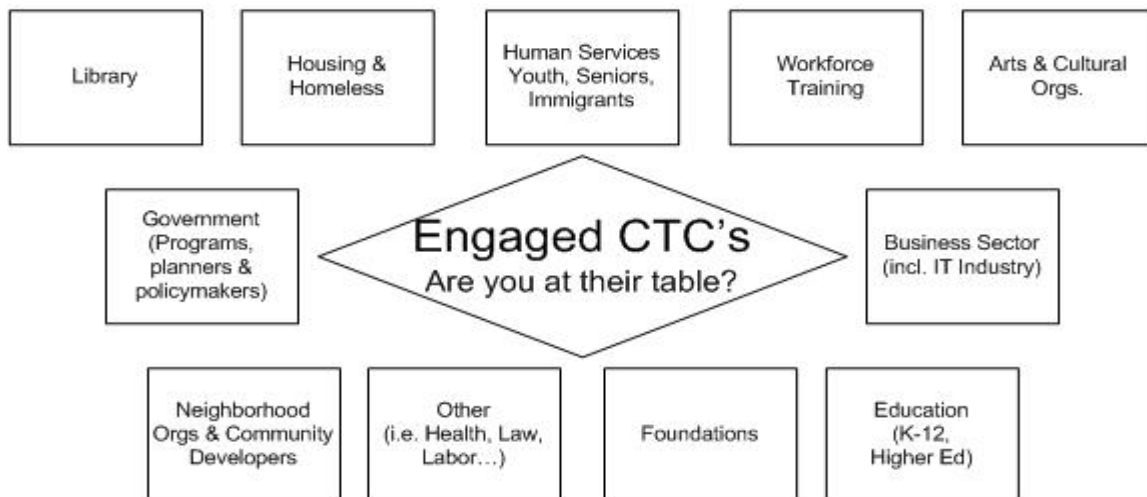 Library
Housing &
Homeless
Human Services
Youth, Seniors,
Immigrants
Workforce
Training
Arts & Cultural
Orgs.
Government
(Programs,
planners &
policymakers)
Engaged CTC's
Are you at their table?
Business Sector
(incl. IT Industry)
Neighborhood
Orgs & Community
Developers
Other
(i.e. Health, Law,
Labor...)
Foundations
Education
(K-12,
Higher Ed)